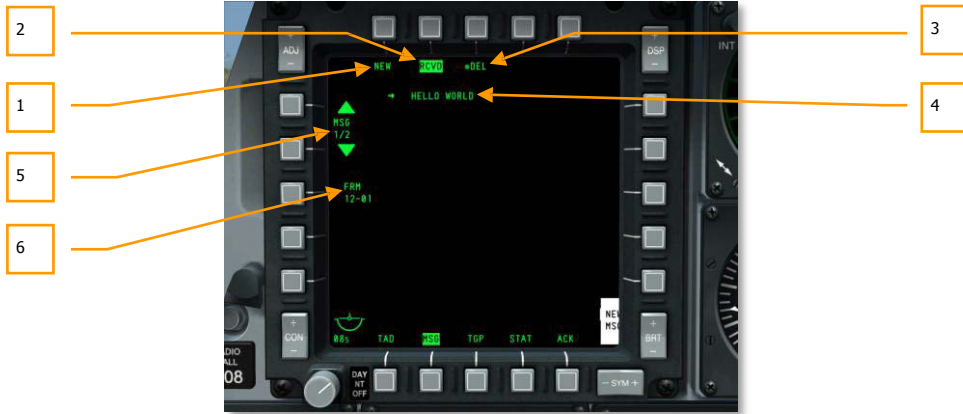 2
1
5
6
3
4
+
ADJ
-
+
DSP
-
INT
NEW RCVD *DEL
→ HELLO WORLD
MSG
1/2
FRM
12-01
NEW
MSG
08s TAD MSG TGP STAT ACK
+
CON
-
+
BRT
-
DAY
NT
OFF
- SYM +
08